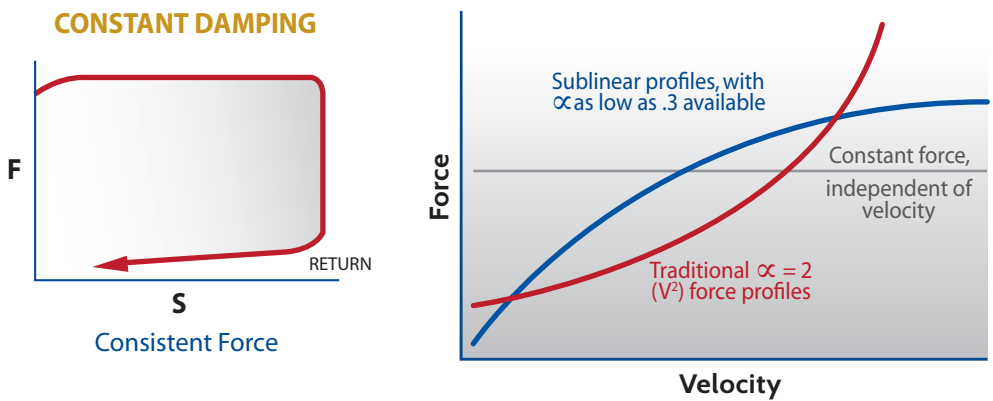 CONSTANT DAMPING
F
RETURN
S
Consistent Force
Force
Sublinear profiles, with
∝ as low as .3 available
Constant force,
independent of
velocity
Traditional ∝ = 2
(V²) force profiles
Velocity